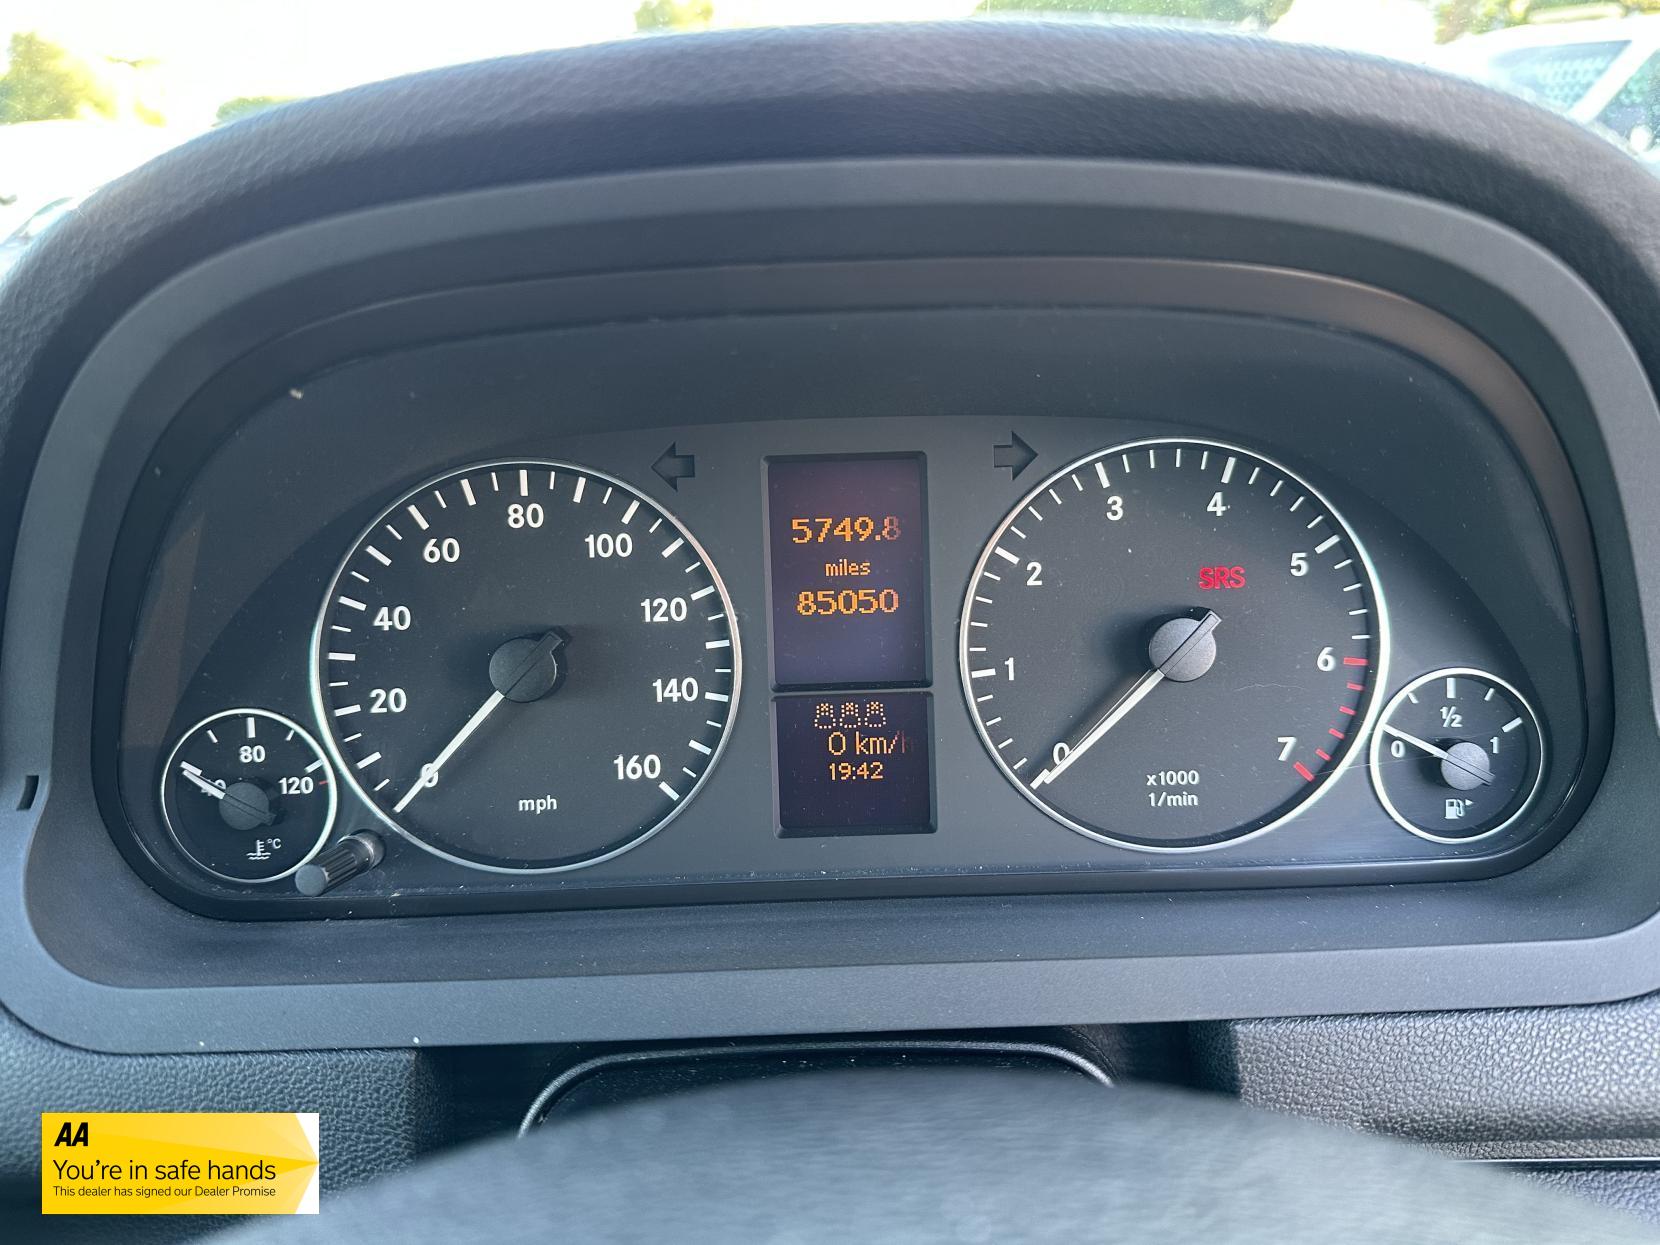 80
60
100
40
120
20
140
0
160
mph
5749.8
miles
85050
0 km/h
19:42
3
4
2
5
SRS
1
6
0
7
x1000
1/min
80
40
120
°C
1/2
0
1
AA
You're in safe hands
This dealer has signed our Dealer Promise